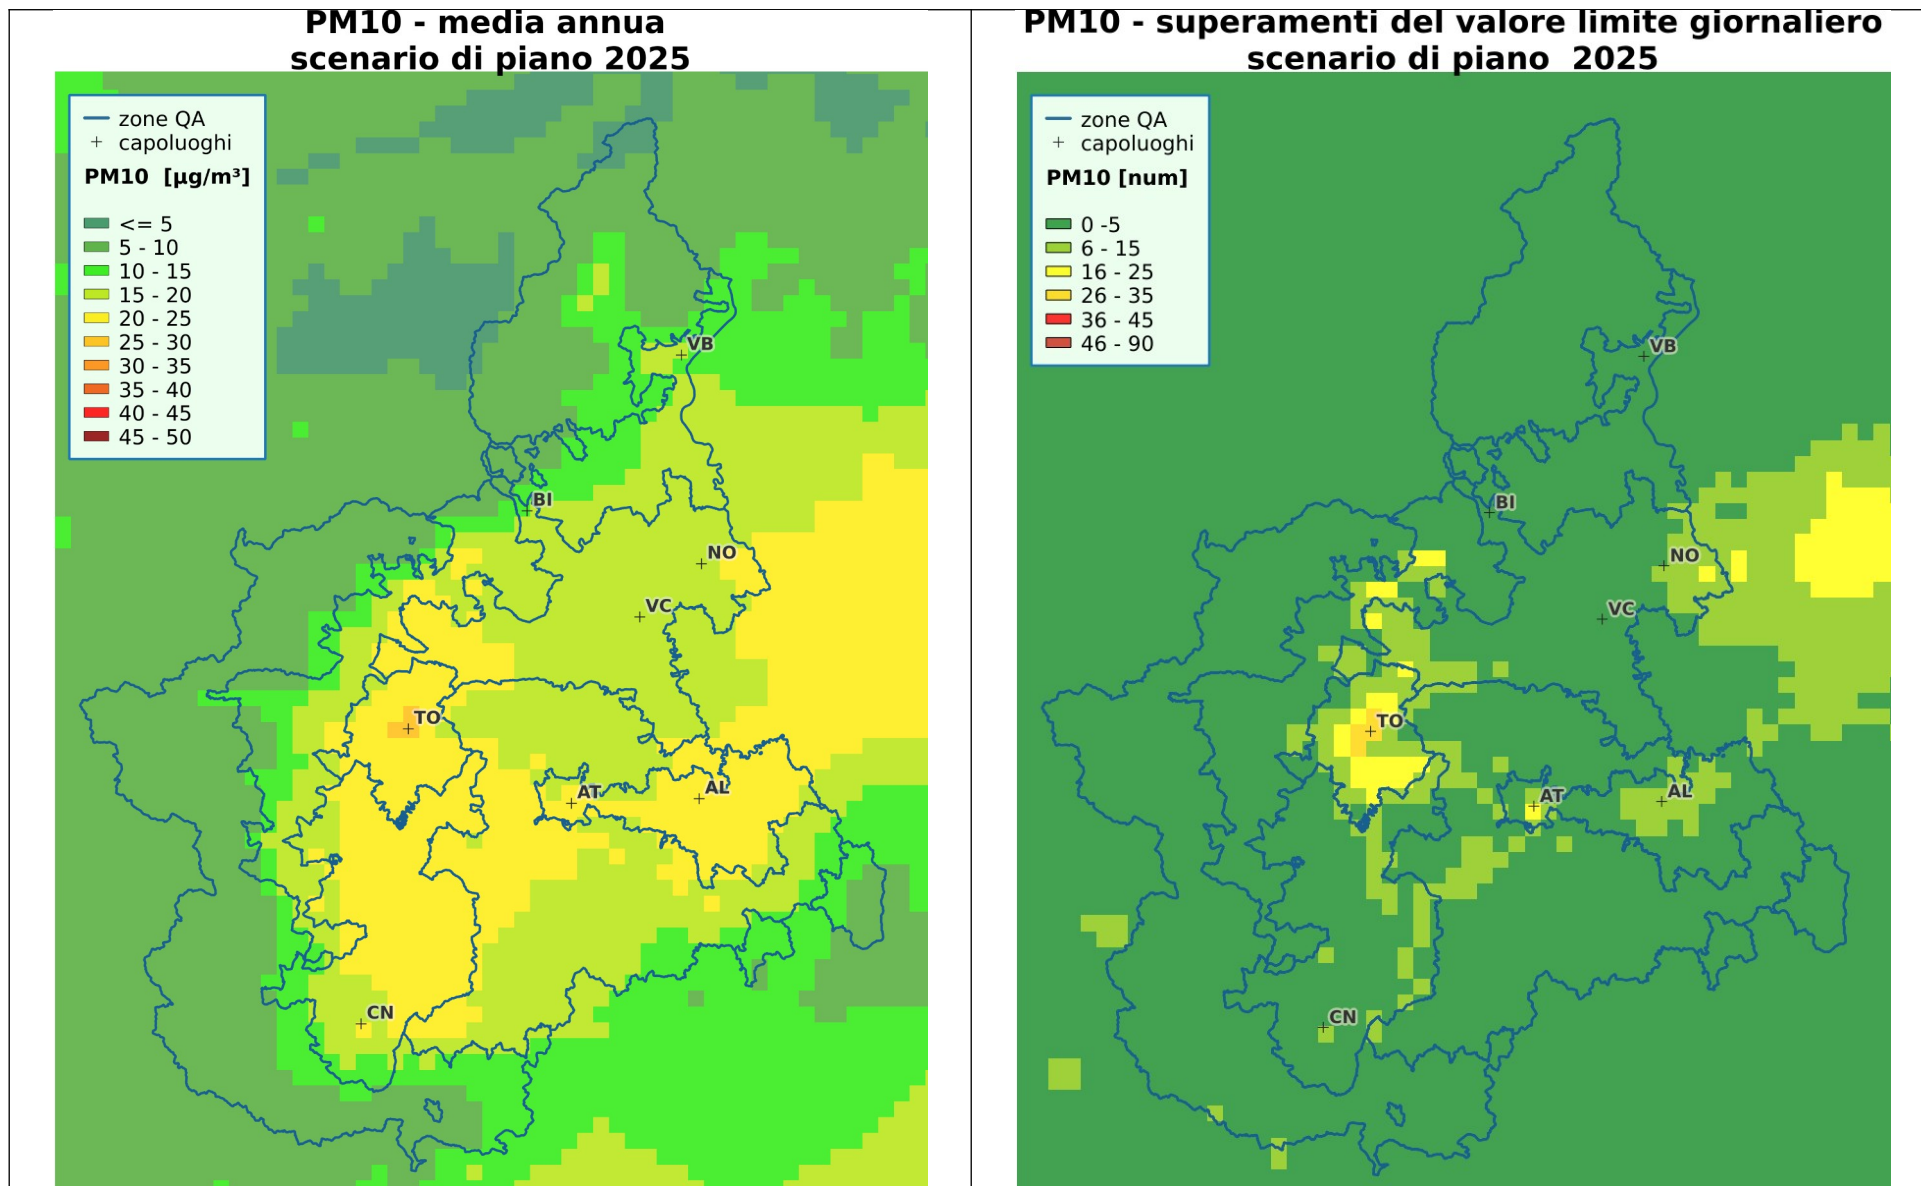 PM10 - media annua
scenario di piano 2025
zone QA
capoluoghi
PM10 [µg/m³]
<= 5
5 - 10
10 - 15
15 - 20
20 - 25
25 - 30
30 - 35
35 - 40
40 - 45
45 - 50
VB
BI
NO
VC
TO
AT
AL
CN
PM10 - superamenti del valore limite giornaliero
scenario di piano 2025
zone QA
capoluoghi
PM10 [num]
0 -5
6 - 15
16 - 25
26 - 35
36 - 45
46 - 90
VB
BI
NO
VC
TO
AT
AL
CN